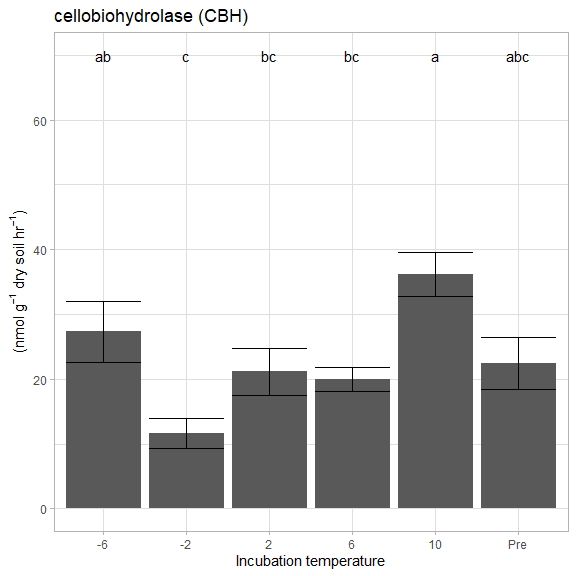 cellobiohydrolase (CBH)
ab c bc bc a abc
60
40
20
0
(nmol g⁻¹ dry soil hr⁻¹)
-6 -2 2 6 10 Pre
Incubation temperature